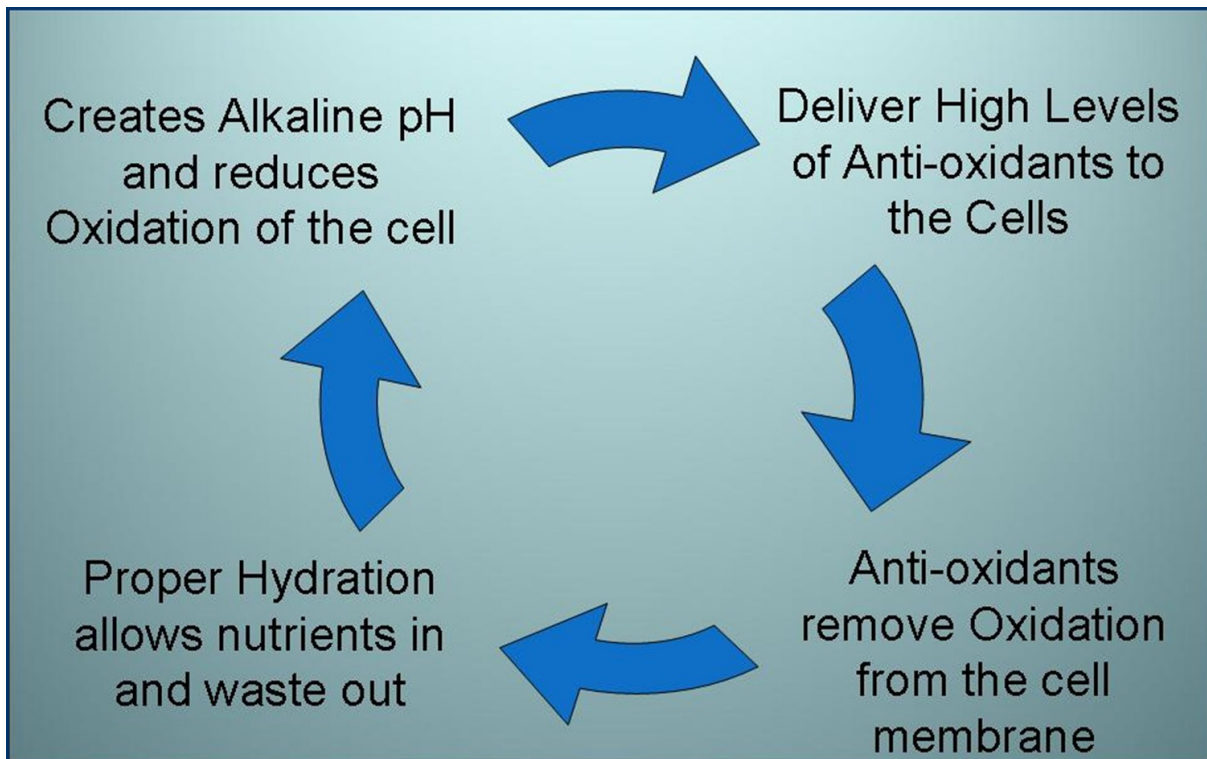 Creates Alkaline pH
and reduces
Oxidation of the cell
Deliver High Levels
of Anti-oxidants to
the Cells
Anti-oxidants
remove Oxidation
from the cell
membrane
Proper Hydration
allows nutrients in
and waste out